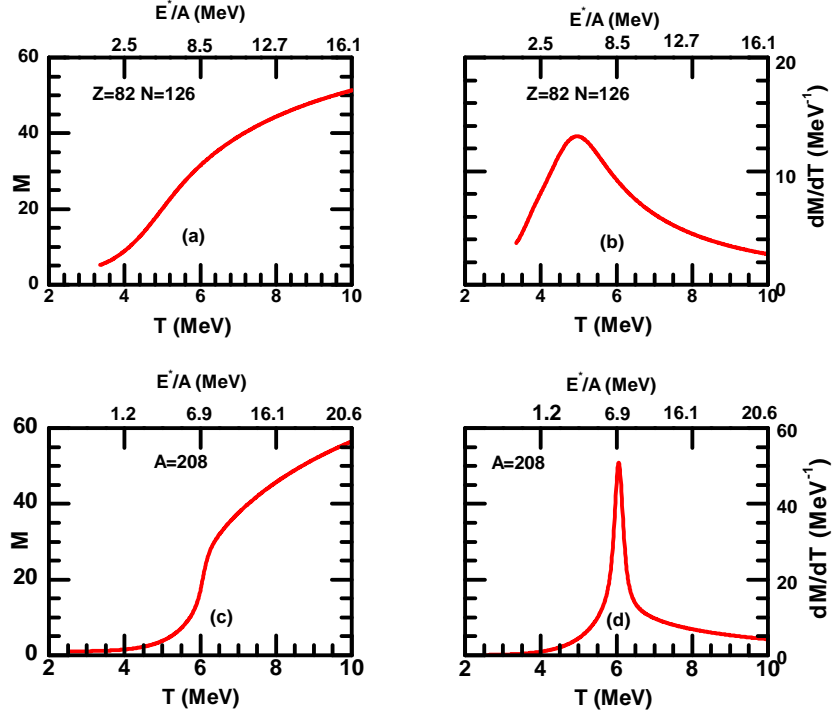 E*/A (MeV)
2.5 8.5 12.7 16.1
60
40
20
0
M
Z=82 N=126
(a)
2 4 6 8 10
T (MeV)
E*/A (MeV)
2.5 8.5 12.7 16.1
20
10
0
dM/dT (MeV⁻¹)
Z=82 N=126
(b)
2 4 6 8 10
T (MeV)
E*/A (MeV)
1.2 6.9 16.1 20.6
60
40
20
0
M
A=208
(c)
2 4 6 8 10
T (MeV)
E*/A (MeV)
1.2 6.9 16.1 20.6
60
40
20
0
dM/dT (MeV⁻¹)
A=208
(d)
2 4 6 8 10
T (MeV)